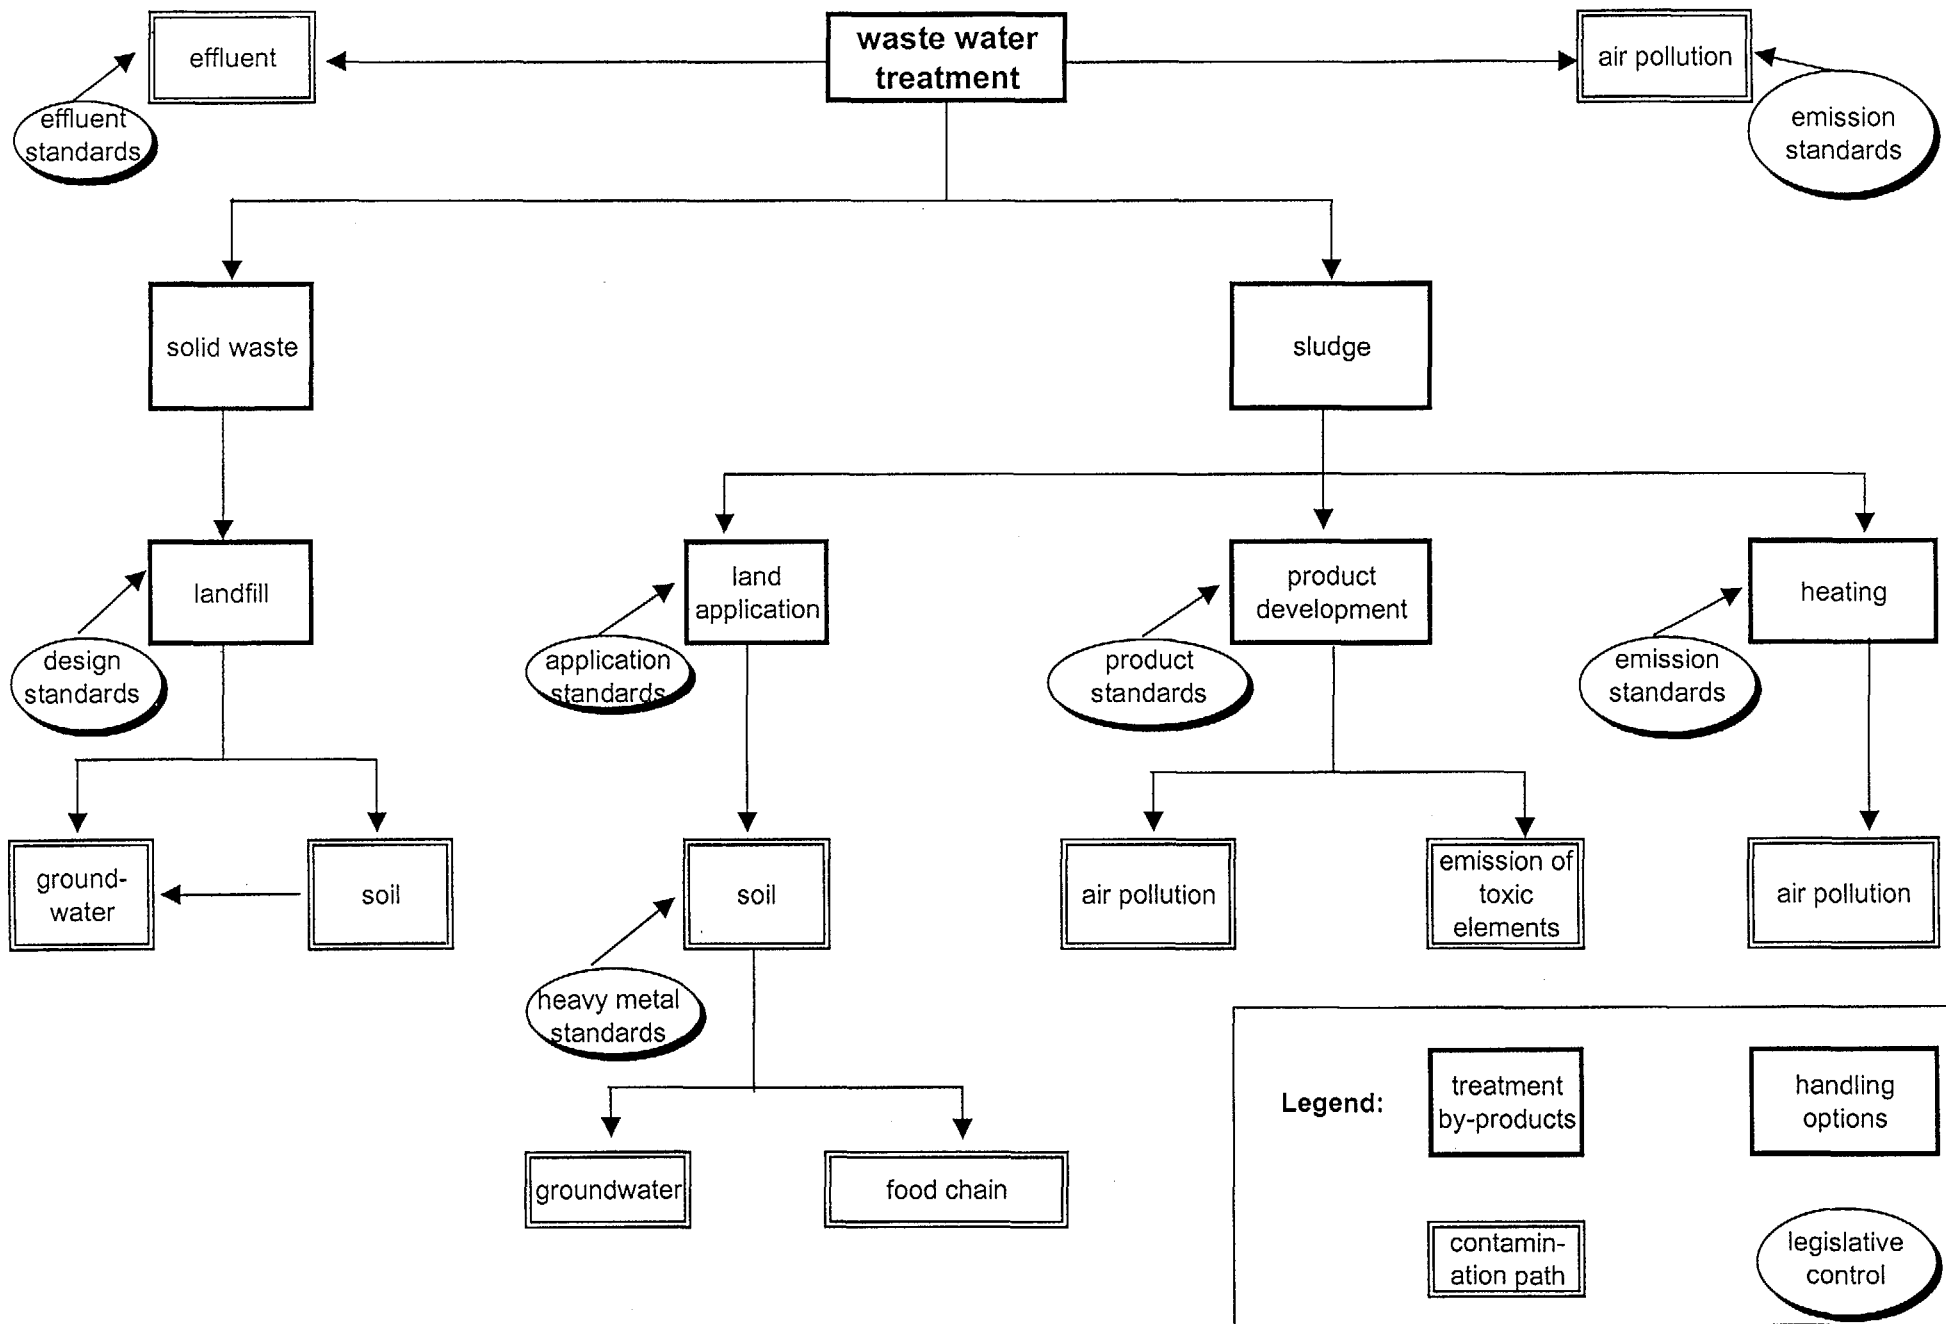 effluent
waste water
treatment
air pollution
effluent
standards
emission
standards
solid waste
sludge
landfill
land
application
product
development
heating
design
standards
application
standards
product
standards
emission
standards
ground-
water
soil
soil
air pollution
emission of
toxic
elements
air pollution
heavy metal
standards
groundwater
food chain
Legend:
treatment
by-products
handling
options
contamin-
ation path
legislative
control